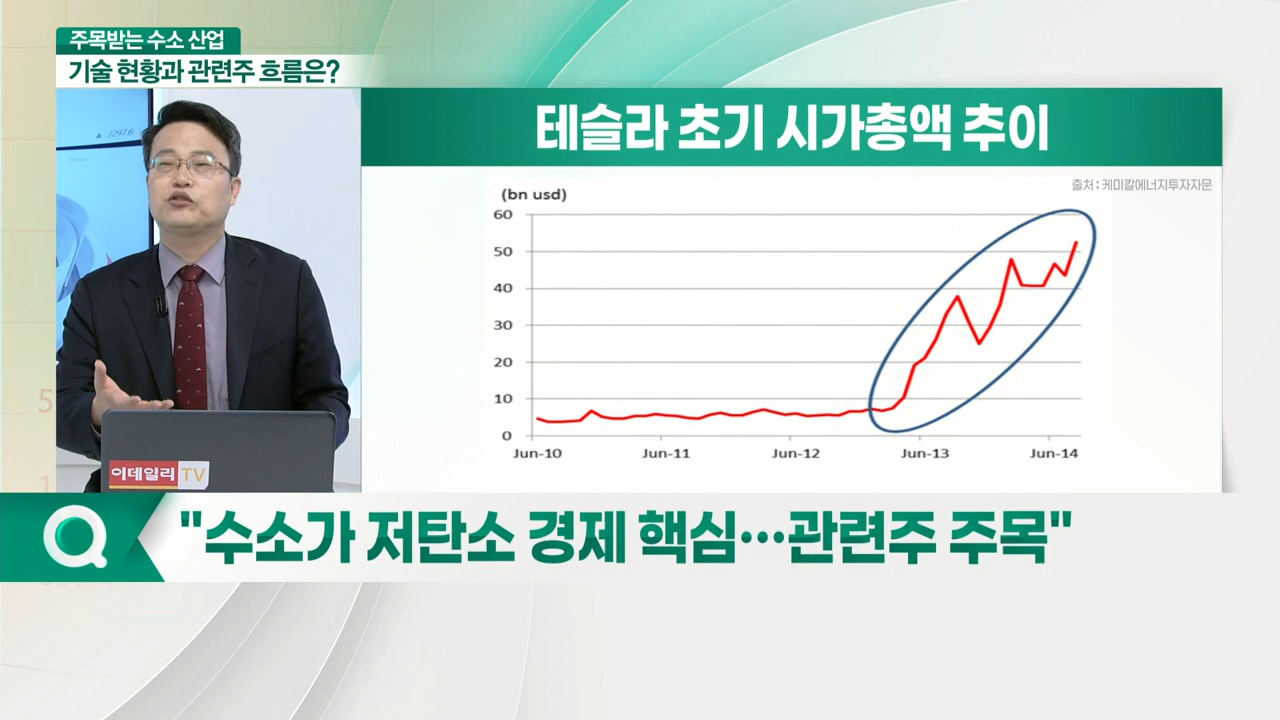 주목받는 수소 산업
기술 현황과 관련주 흐름은?
▲ 2297.6
테슬라 초기 시가총액 추이
출처 : 케미칼에너지투자자문
(bn usd)
60
50
40
30
20
10
0
Jun-10 Jun-11 Jun-12 Jun-13 Jun-14
이데일리 TV
"수소가 저탄소 경제 핵심…관련주 주목"